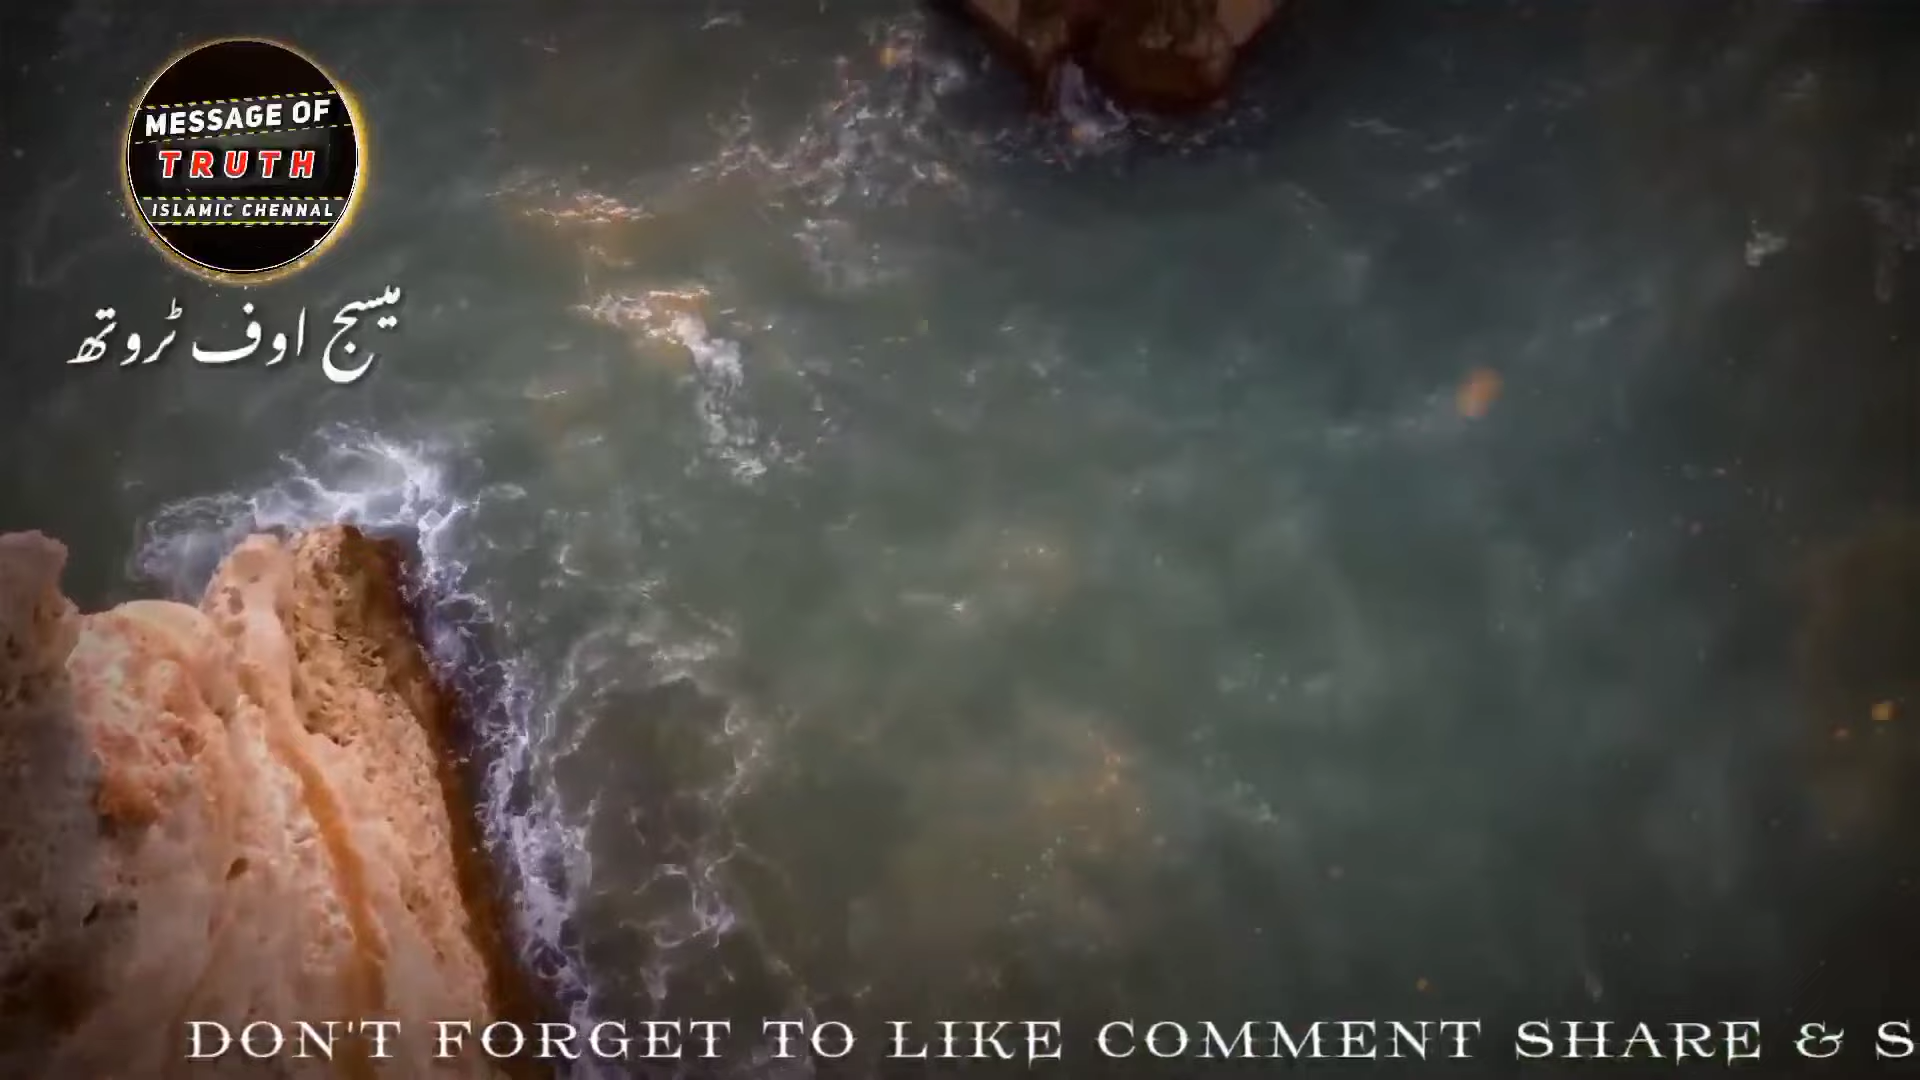 MESSAGE OF
TRUTH
ISLAMIC CHENNAL
میسج اوف ٹروتھ
DON'T FORGET TO LIKE COMMENT SHARE & S